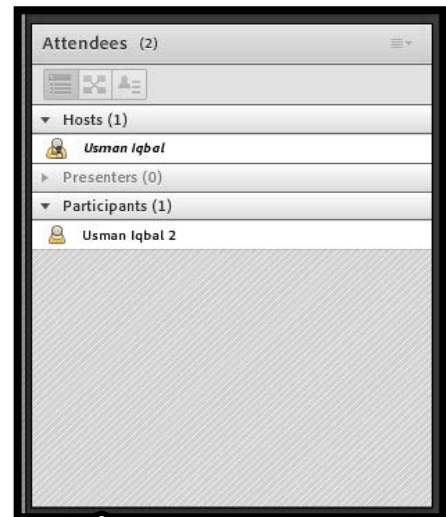 Attendees (2)
Hosts (1)
Usman Iqbal
Presenters (0)
Participants (1)
Usman Iqbal 2